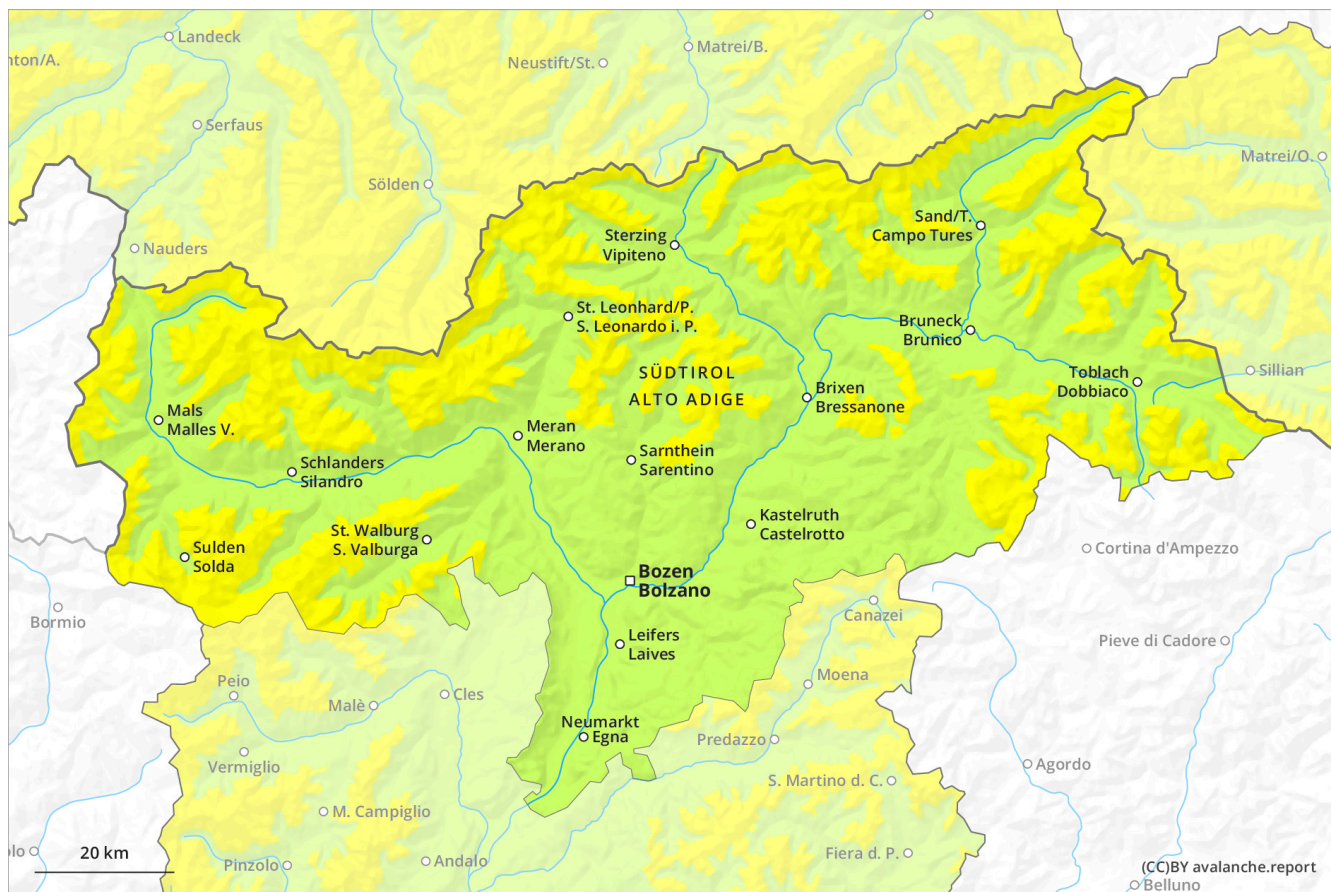 Landeck
nton/A.
Matrei/B.
Neustift/St.
Serfaus
Matrei/O.
Sölden
Nauders
Sand/T.
Campo Tures
Sterzing
Vipiteno
St. Leonhard/P.
S. Leonardo i. P.
Bruneck
Brunico
SÜDTIROL
ALTO ADIGE
Toblach
Dobbiaco
Sillian
Brixen
Bressanone
Mals
Malles V.
Meran
Merano
Sarnthein
Sarentino
Schlanders
Silandro
Kastelruth
Castelrotto
St. Walburg
S. Valburga
Sulden
Solda
Cortina d'Ampezzo
Bozen
Bolzano
Bormio
Canazei
Leifers
Laives
Pieve di Cadore
Peio
Malè
Cles
Moena
Neumarkt
Egna
Predazzo
Vermiglio
Agordo
S. Martino d. C.
M. Campiglio
olo
20 km
Pinzolo
Andalo
Fiera d. P.
(CC)BY avalanche.report
Belluno